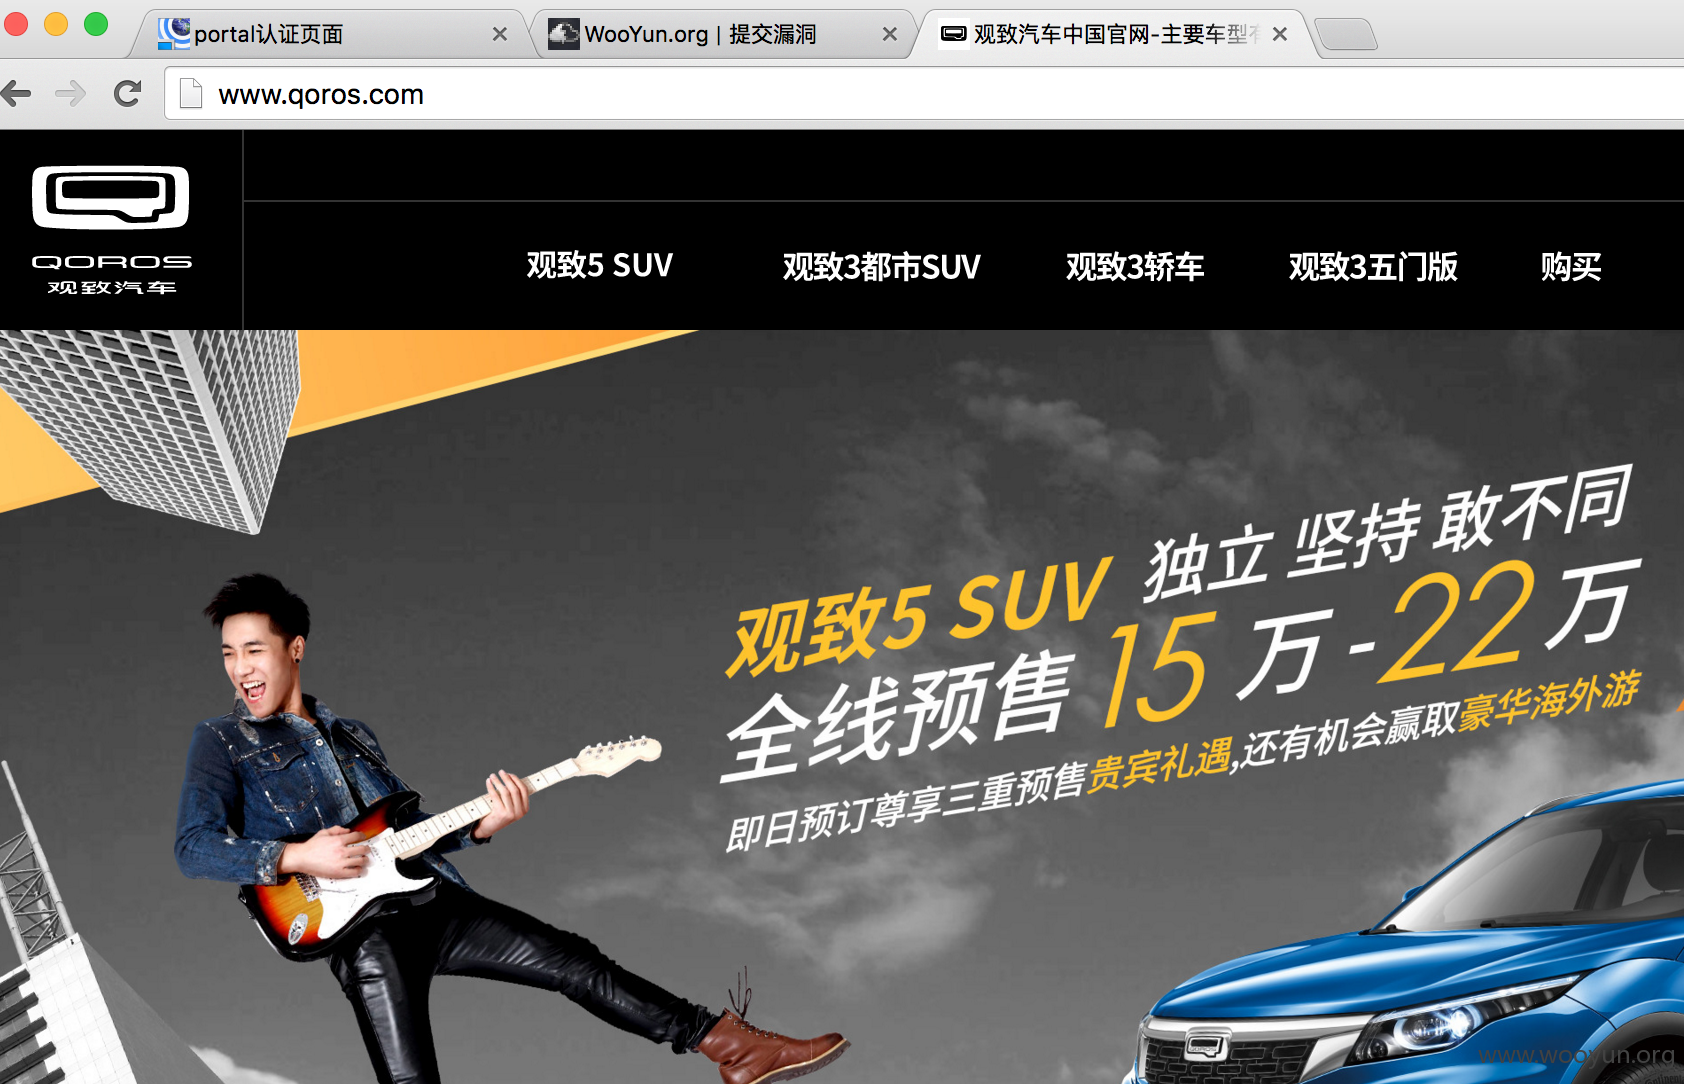 portal认证页面
WooYun.org | 提交漏洞
观致汽车中国官网-主要车型
www.qoros.com
QOROS
观致汽车
观致5 SUV
观致3都市SUV
观致3轿车
观致3五门版
购买
观致5 SUV 独立 坚持 敢不同
全线预售 15万-22万
即日预订尊享三重预售贵宾礼遇,还有机会赢取豪华海外游
QOROS
www.wooyun.org